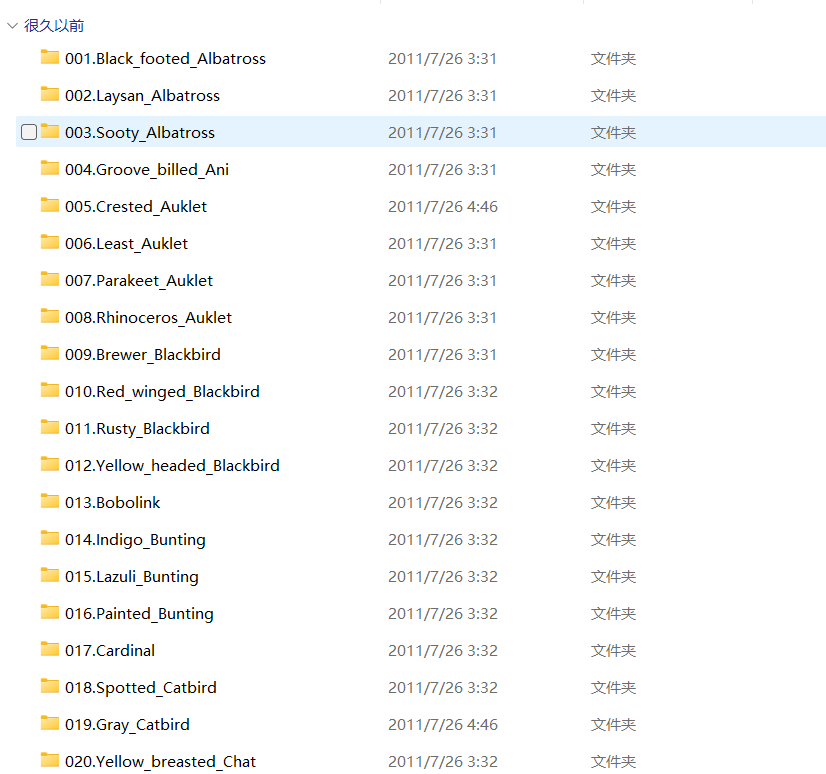 很久以前
001.Black_footed_Albatross 2011/7/26 3:31 文件夹
002.Laysan_Albatross 2011/7/26 3:31 文件夹
003.Sooty_Albatross 2011/7/26 3:31 文件夹
004.Groove_billed_Ani 2011/7/26 3:31 文件夹
005.Crested_Auklet 2011/7/26 4:46 文件夹
006.Least_Auklet 2011/7/26 3:31 文件夹
007.Parakeet_Auklet 2011/7/26 3:31 文件夹
008.Rhinoceros_Auklet 2011/7/26 3:31 文件夹
009.Brewer_Blackbird 2011/7/26 3:31 文件夹
010.Red_winged_Blackbird 2011/7/26 3:32 文件夹
011.Rusty_Blackbird 2011/7/26 3:32 文件夹
012.Yellow_headed_Blackbird 2011/7/26 3:32 文件夹
013.Bobolink 2011/7/26 3:32 文件夹
014.Indigo_Bunting 2011/7/26 3:32 文件夹
015.Lazuli_Bunting 2011/7/26 3:32 文件夹
016.Painted_Bunting 2011/7/26 3:32 文件夹
017.Cardinal 2011/7/26 3:32 文件夹
018.Spotted_Catbird 2011/7/26 3:32 文件夹
019.Gray_Catbird 2011/7/26 4:46 文件夹
020.Yellow_breasted_Chat 2011/7/26 3:32 文件夹